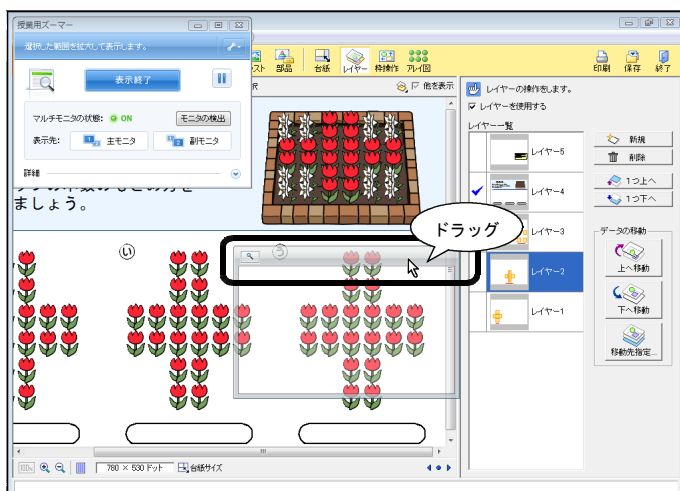 授業用ズーマー
選択した範囲を拡大して表示します。
表示終了
マルチモニタの状態: ON
モニタの検出
表示先:
主モニタ
副モニタ
詳細
スト 部品 台紙 レイヤー 枠操作 アレイ図 印刷 保存 終了
択
他を表示
ましょう。
い
う
ドラッグ
レイヤーの操作をします。
レイヤーを使用する
レイヤー一覧
レイヤー5
レイヤー4
レイヤー3
レイヤー2
レイヤー1
新規
削除
1つ上へ
1つ下へ
データの移動
上へ移動
下へ移動
移動先指定...
100%
780 × 530 ドット
台紙サイズ